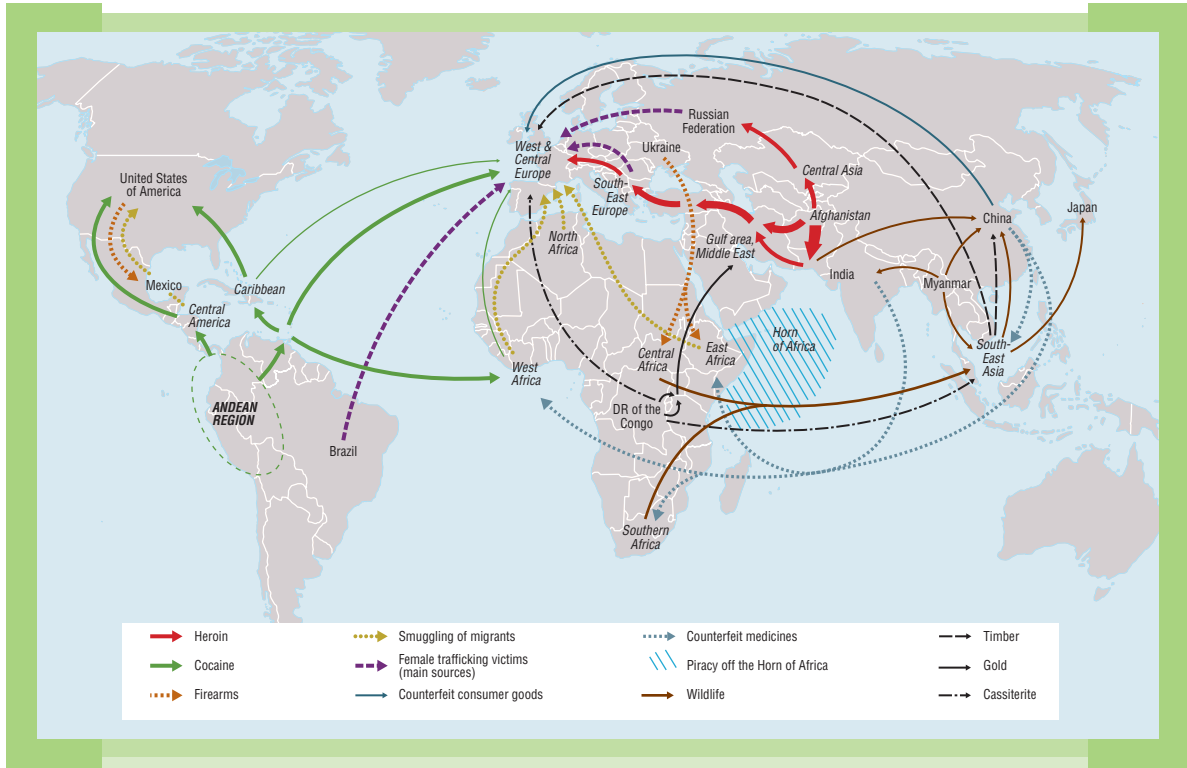 Russian
Federation
West &
Central
Europe
Ukraine
United States
of America
South-
East
Europe
Central Asia
Afghanistan
Japan
China
North
Africa
Gulf area,
Middle East
India
Mexico
Myanmar
Caribbean
Central
America
Horn
of Africa
Central
Africa
East
Africa
South-
East
Asia
West
Africa
ANDEAN
REGION
DR of the
Congo
Brazil
Southern
Africa
Heroin
Smuggling of migrants
Counterfeit medicines
Timber
Cocaine
Female trafficking victims
(main sources)
Piracy off the Horn of Africa
Gold
Firearms
Counterfeit consumer goods
Wildlife
Cassiterite